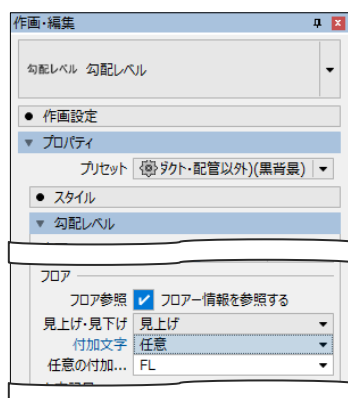 作画・編集
勾配レベル 勾配レベル
作画設定
プロパティ
プリセット ダクト・配管以外)(黒背景)
スタイル
勾配レベル
フロア
フロア参照 フロアー情報を参照する
見上げ・見下げ 見上げ
付加文字 任意
任意の付加... FL